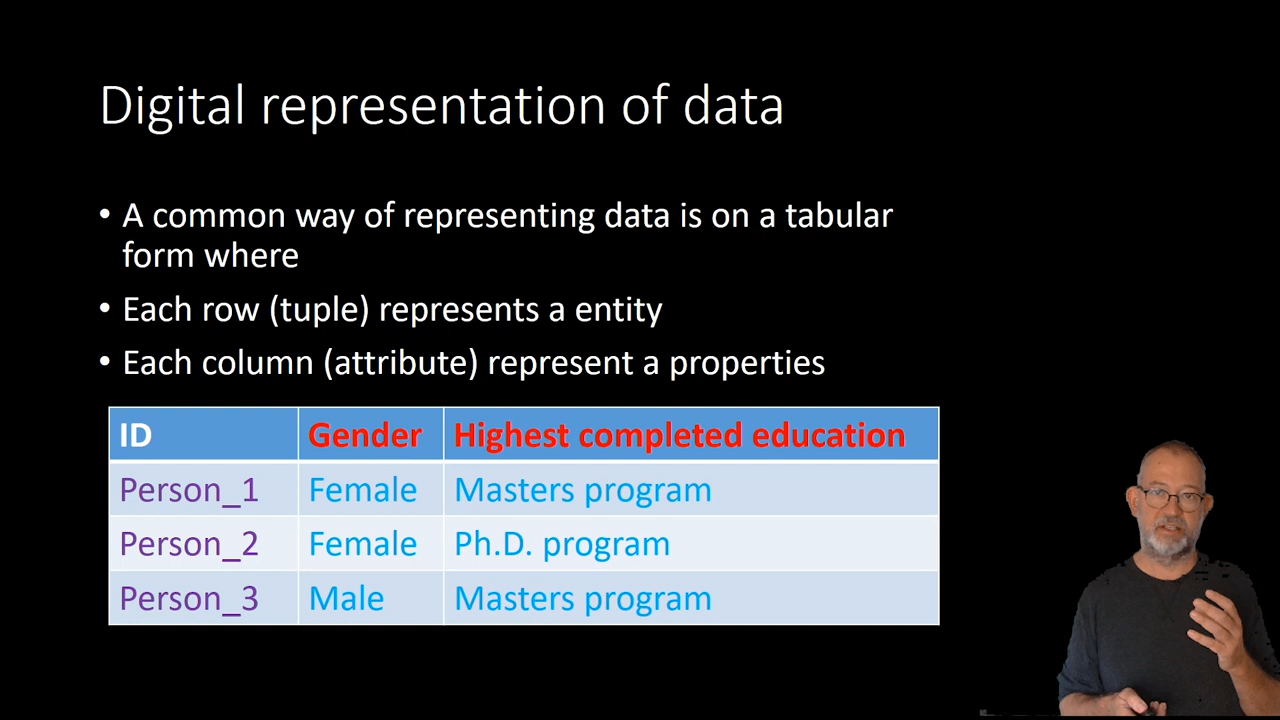 Digital representation of data
• A common way of representing data is on a tabular
form where
• Each row (tuple) represents a entity
• Each column (attribute) represent a properties
ID Gender Highest completed education
Person_1 Female Masters program
Person_2 Female Ph.D. program
Person_3 Male Masters program